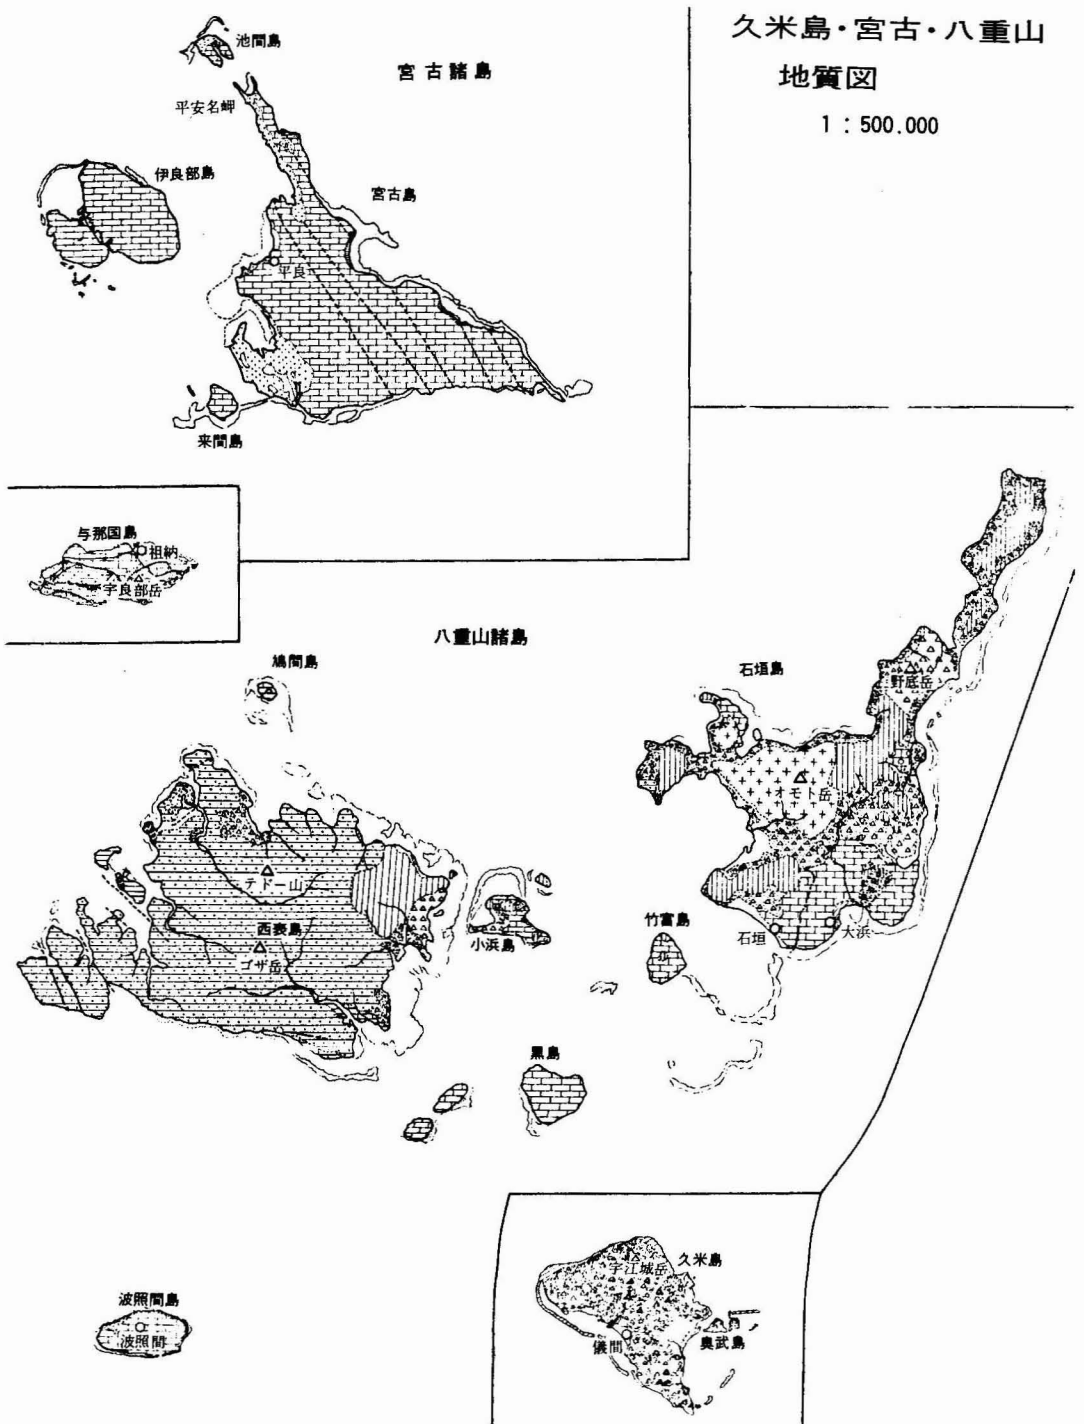 久米島・宮古・八重山
地質図
1 : 500.000
宮古諸島
池間島
平安名岬
伊良部島
宮古島
平良
来間島
与那国島
祖納
宇良部岳
八重山諸島
鳩間島
石垣島
野底岳
オモト岳
テドー山
西表島
ゴザ岳
小浜島
竹富島
石垣
大浜
黒島
波照間島
波照間
久米島
宇江城岳
儀間
奥武島